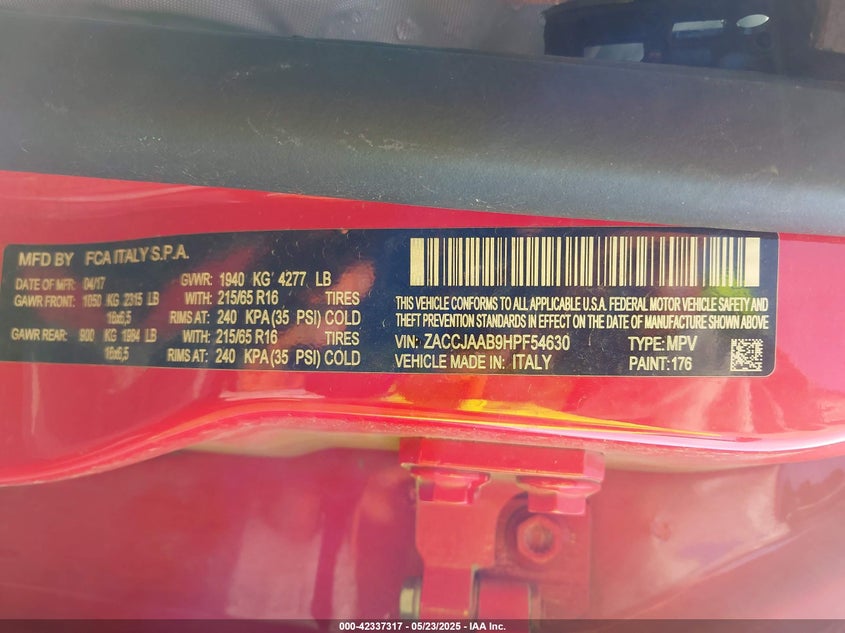 MFD BY FCA ITALY S.P.A.
DATE OF MFR: 04/17 GVWR: 1940 KG 4277 LB
GAWR FRONT: 1050 KG 2315 LB WITH: 215/65 R16 TIRES
16x6,5 RIMS AT: 240 KPA (35 PSI) COLD
GAWR REAR: 900 KG 1984 LB WITH: 215/65 R16 TIRES
16x6,5 RIMS AT: 240 KPA (35 PSI) COLD
THIS VEHICLE CONFORMS TO ALL APPLICABLE U.S.A. FEDERAL MOTOR VEHICLE SAFETY AND
THEFT PREVENTION STANDARDS IN EFFECT ON THE DATE OF MANUFACTURE SHOWN ABOVE
VIN: ZACCJAAB9HPF54630 TYPE: MPV
VEHICLE MADE IN: ITALY PAINT: 176
000-42337317 - 05/23/2025 - IAA Inc.